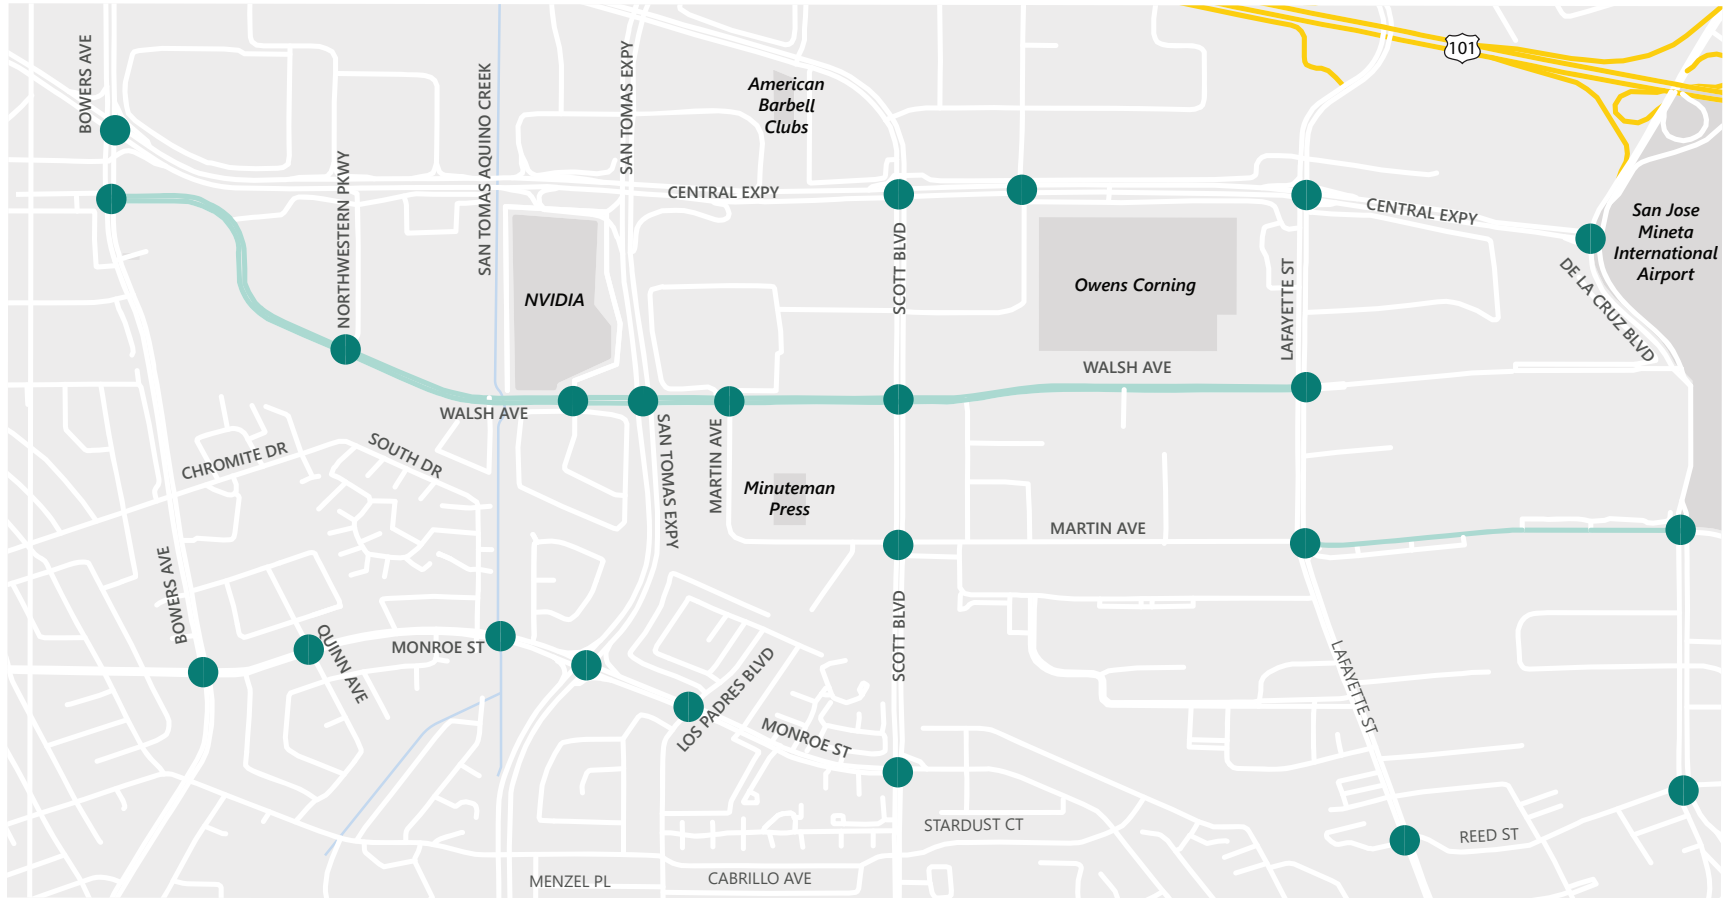 101
BOWERS AVE
SAN TOMAS AQUINO CREEK
SAN TOMAS EXPY
American
Barbell
Clubs
NORTHWESTERN PKWY
CENTRAL EXPY
CENTRAL EXPY
San Jose
Mineta
International
Airport
SCOTT BLVD
LAFAYETTE ST
DE LA CRUZ BLVD
NVIDIA
Owens Corning
WALSH AVE
WALSH AVE
CHROMITE DR
SOUTH DR
SAN TOMAS EXPY
MARTIN AVE
Minuteman
Press
MARTIN AVE
BOWERS AVE
QUINN AVE
MONROE ST
SCOTT BLVD
LOS PADRES BLVD
MONROE ST
LAFAYETTE ST
STARDUST CT
REED ST
MENZEL PL
CABRILLO AVE